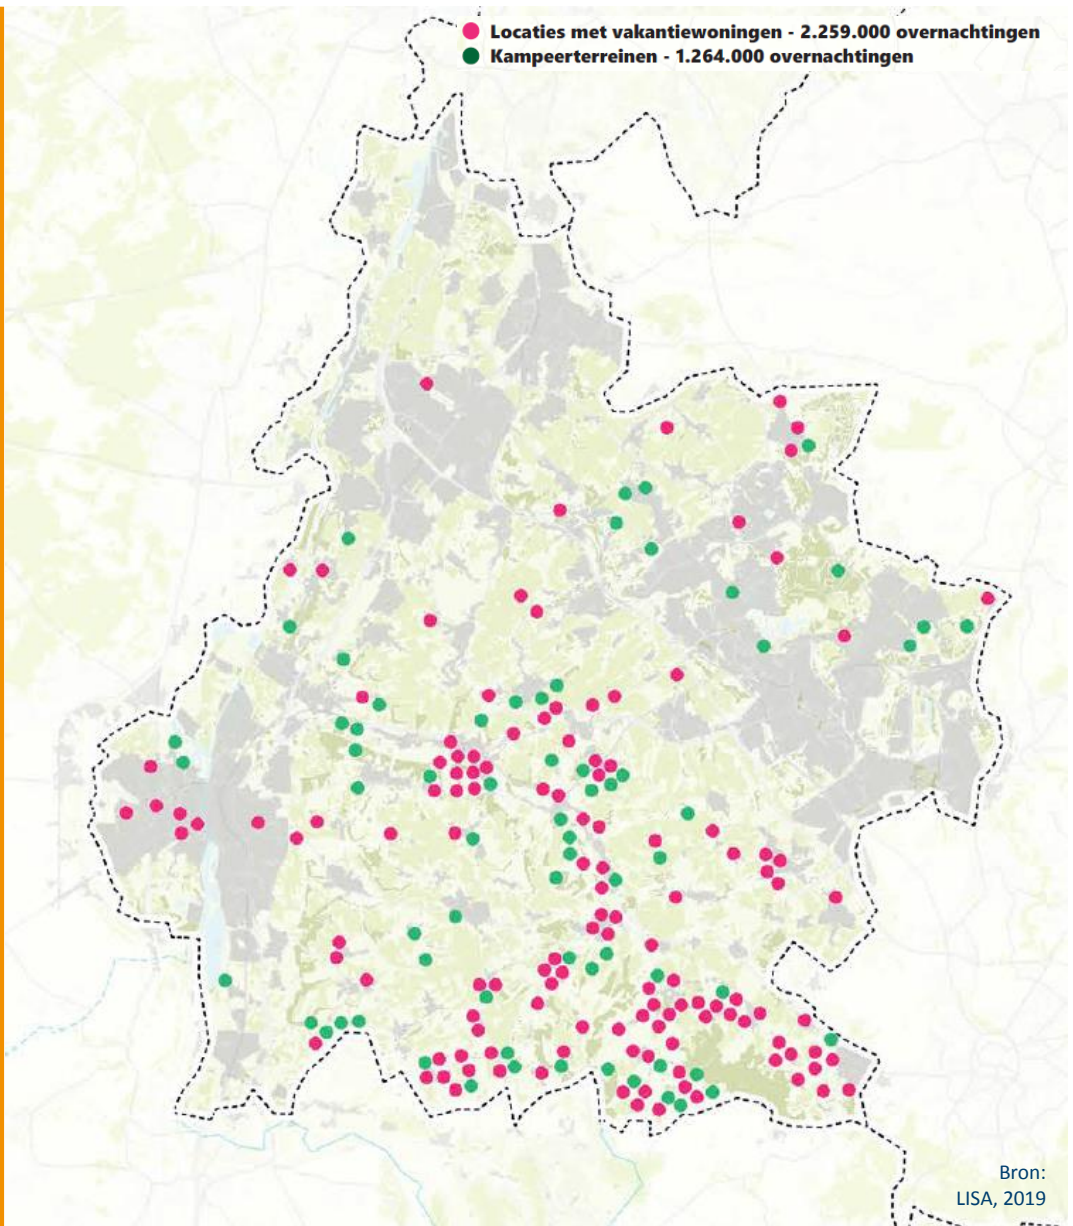 Locaties met vakantiewoningen - 2.259.000 overnachtingen
Kampeerterreinen - 1.264.000 overnachtingen
Bron:
LISA, 2019